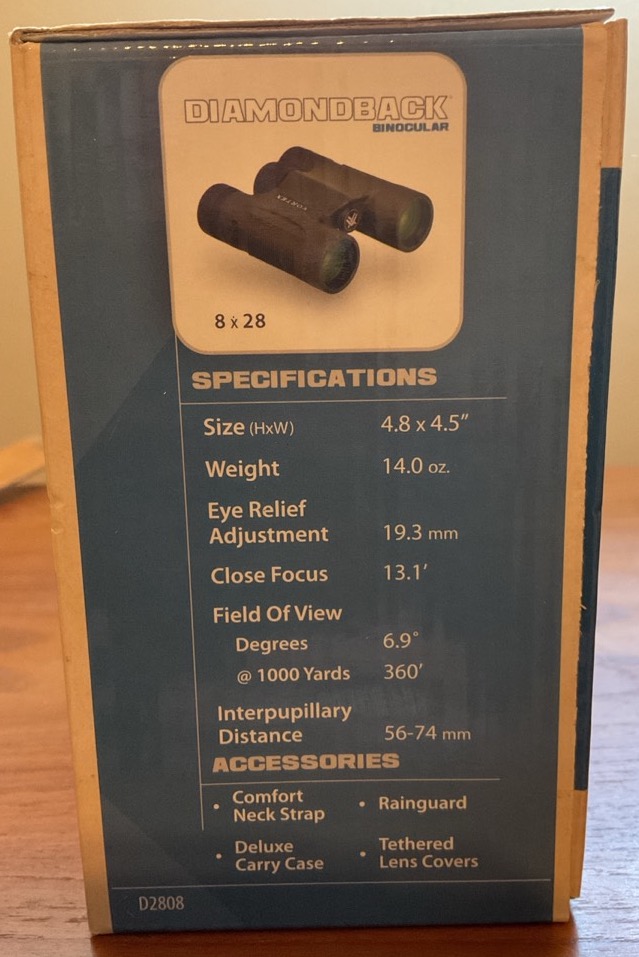 DIAMONDBACK®
BINOCULAR
VORTEX
8 x 28
SPECIFICATIONS
Size (HxW) 4.8 x 4.5"
Weight 14.0 oz.
Eye Relief
Adjustment 19.3 mm
Close Focus 13.1'
Field Of View
Degrees 6.9°
@ 1000 Yards 360'
Interpupillary
Distance 56-74 mm
ACCESSORIES
• Comfort
Neck Strap
• Rainguard
• Deluxe
Carry Case
• Tethered
Lens Covers
D2808